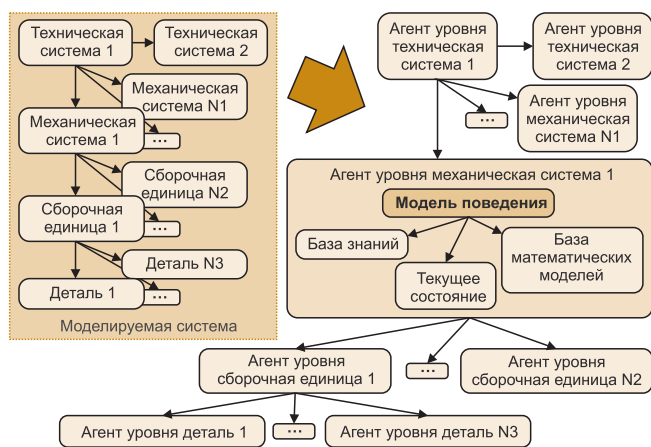 Техническая
система 1
Техническая
система 2
Механическая
система N1
Механическая
система 1
...
Сборочная
единица N2
Сборочная
единица 1
...
Деталь N3
Деталь 1
...
Моделируемая система
Агент уровня
техническая
система 1
Агент уровня
техническая
система 2
...
Агент уровня
механическая
система N1
Агент уровня механическая система 1
Модель поведения
База знаний
Текущее
состояние
База
математических
моделей
Агент уровня
сборочная единица 1
...
Агент уровня
сборочная единица N2
Агент уровня деталь 1
...
Агент уровня деталь N3